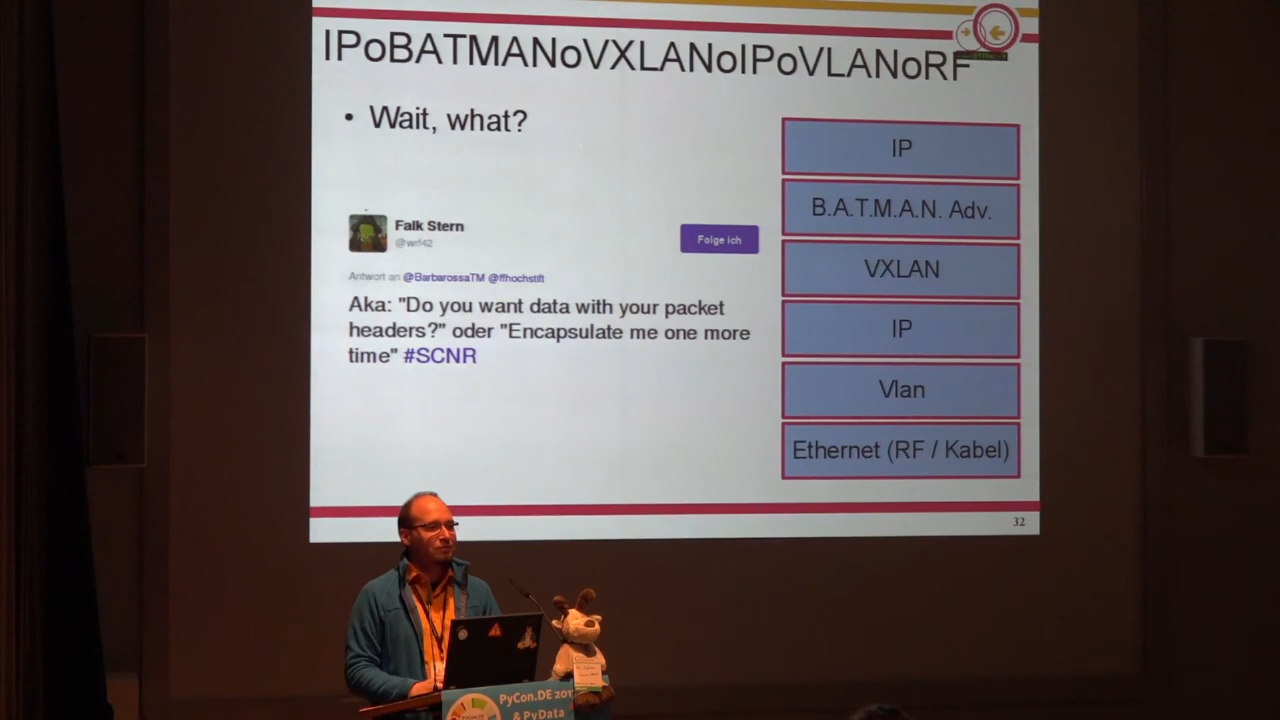 IPoBATMANoVXLANoIPoVLANoRF
• Wait, what?
Falk Stern
@wrf42
Folge ich
Antwort an @BarbarossaTM @ffhochstift
Aka: "Do you want data with your packet
headers?" oder "Encapsulate me one more
time" #SCNR
IP
B.A.T.M.A.N. Adv.
VXLAN
IP
Vlan
Ethernet (RF / Kabel)
32
PyCon.DE 201
& PyData